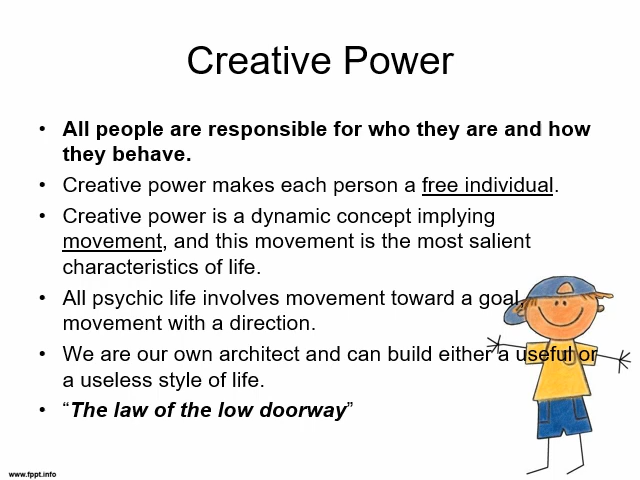 Creative Power
• All people are responsible for who they are and how
they behave.
• Creative power makes each person a free individual.
• Creative power is a dynamic concept implying
movement, and this movement is the most salient
characteristics of life.
• All psychic life involves movement toward a goal,
movement with a direction.
• We are our own architect and can build either a useful or
a useless style of life.
• “The law of the low doorway”
www.fppt.info